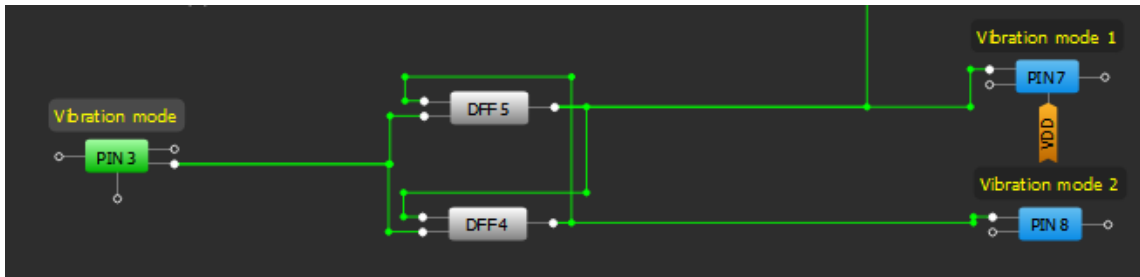 Vibration mode 1
PIN 7
DFF 5
Vibration mode
PIN 3
VDD
Vibration mode 2
DFF4
PIN 8